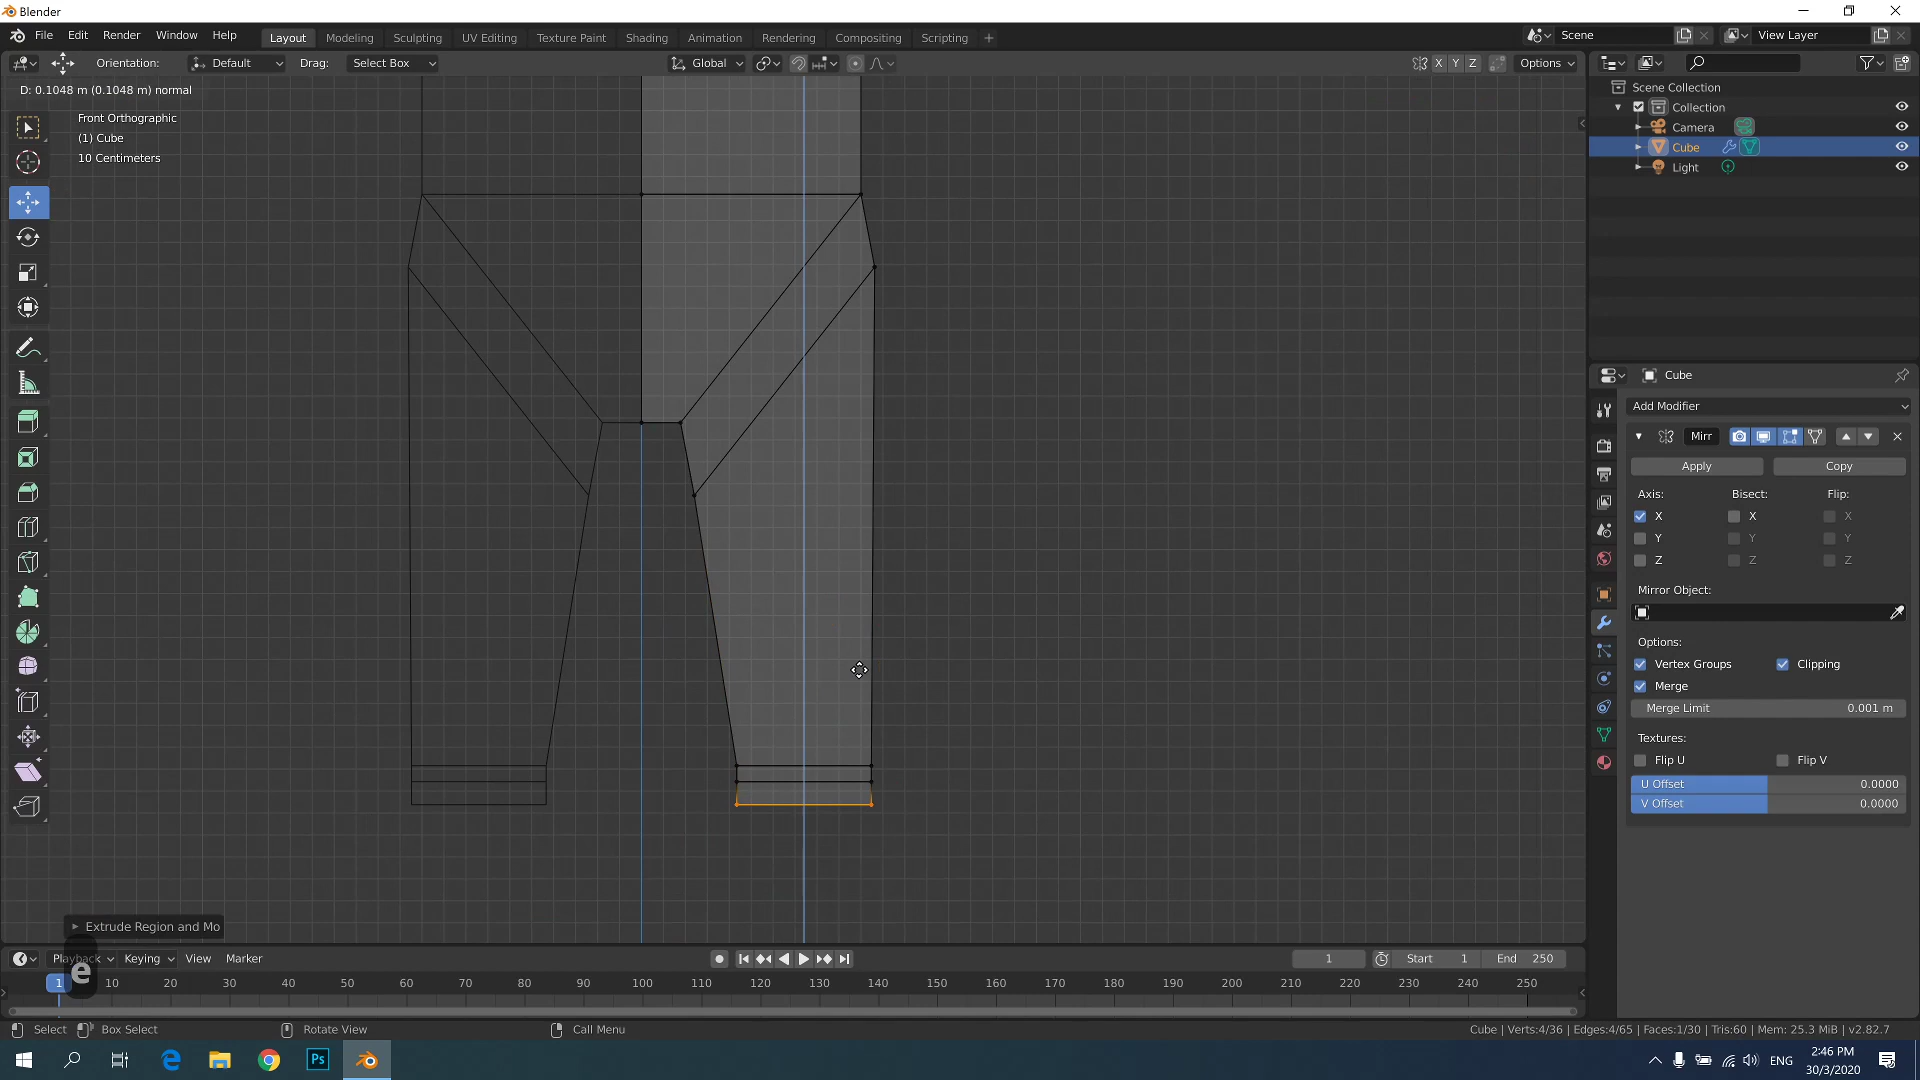 Blender
File Edit Render Window Help
Layout Modeling Sculpting UV Editing Texture Paint Shading Animation Rendering Compositing Scripting +
Scene
View Layer
Orientation: Default Drag: Select Box
Global
X Y Z Options
D: 0.1048 m (0.1048 m) normal
Front Orthographic
(1) Cube
10 Centimeters
Scene Collection
Collection
Camera
Cube
Light
Cube
Add Modifier
Mirr
Apply Copy
Axis: Bisect: Flip:
X X X
Y Y Y
Z Z Z
Mirror Object:
Options:
Vertex Groups Clipping
Merge
Merge Limit 0.001 m
Textures:
Flip U Flip V
U Offset 0.0000
V Offset 0.0000
Extrude Region and Mo
e
Playback Keying View Marker
1 Start 1 End 250
1 10 20 30 40 50 60 70 80 90 100 110 120 130 140 150 160 170 180 190 200 210 220 230 240 250
Select Box Select Rotate View Call Menu
Cube | Verts:4/36 | Edges:4/65 | Faces:1/30 | Tris:60 | Mem: 25.3 MiB | v2.82.7
Ps
ENG
2:46 PM
30/3/2020